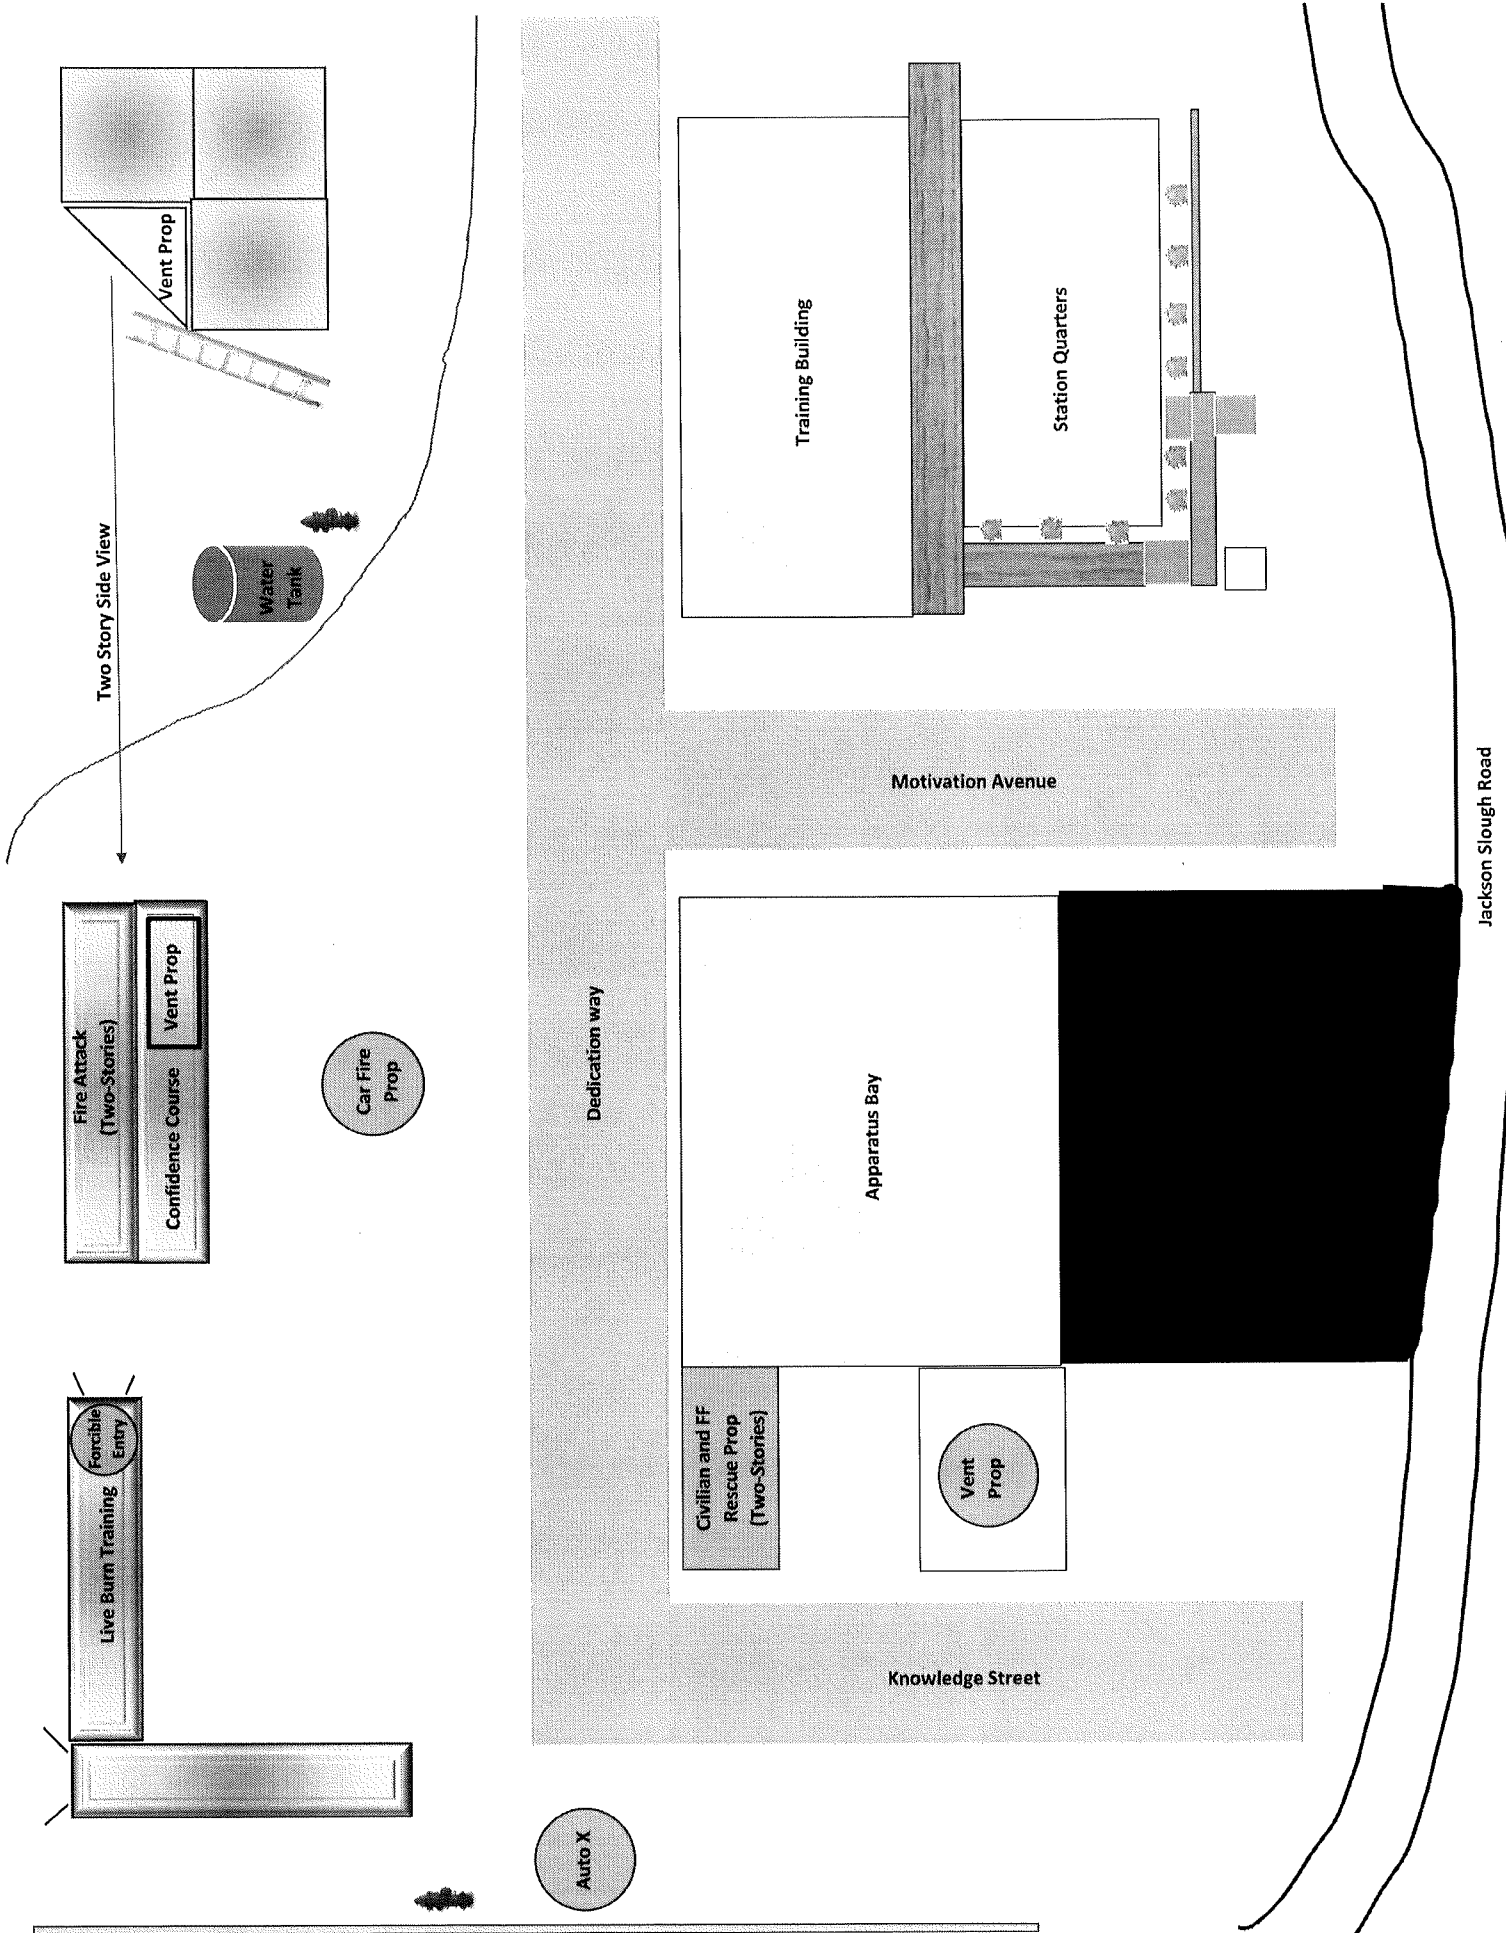 Vent Prop
Two Story Side View
Water
Tank
Fire Attack
(Two-Stories)
Vent Prop
Confidence Course
Car Fire
Prop
Forcible
Entry
Live Burn Training
Auto X
Dedication way
Training Building
Station Quarters
Motivation Avenue
Apparatus Bay
Civilian and FF
Rescue Prop
(Two-Stories)
Vent
Prop
Knowledge Street
Jackson Slough Road